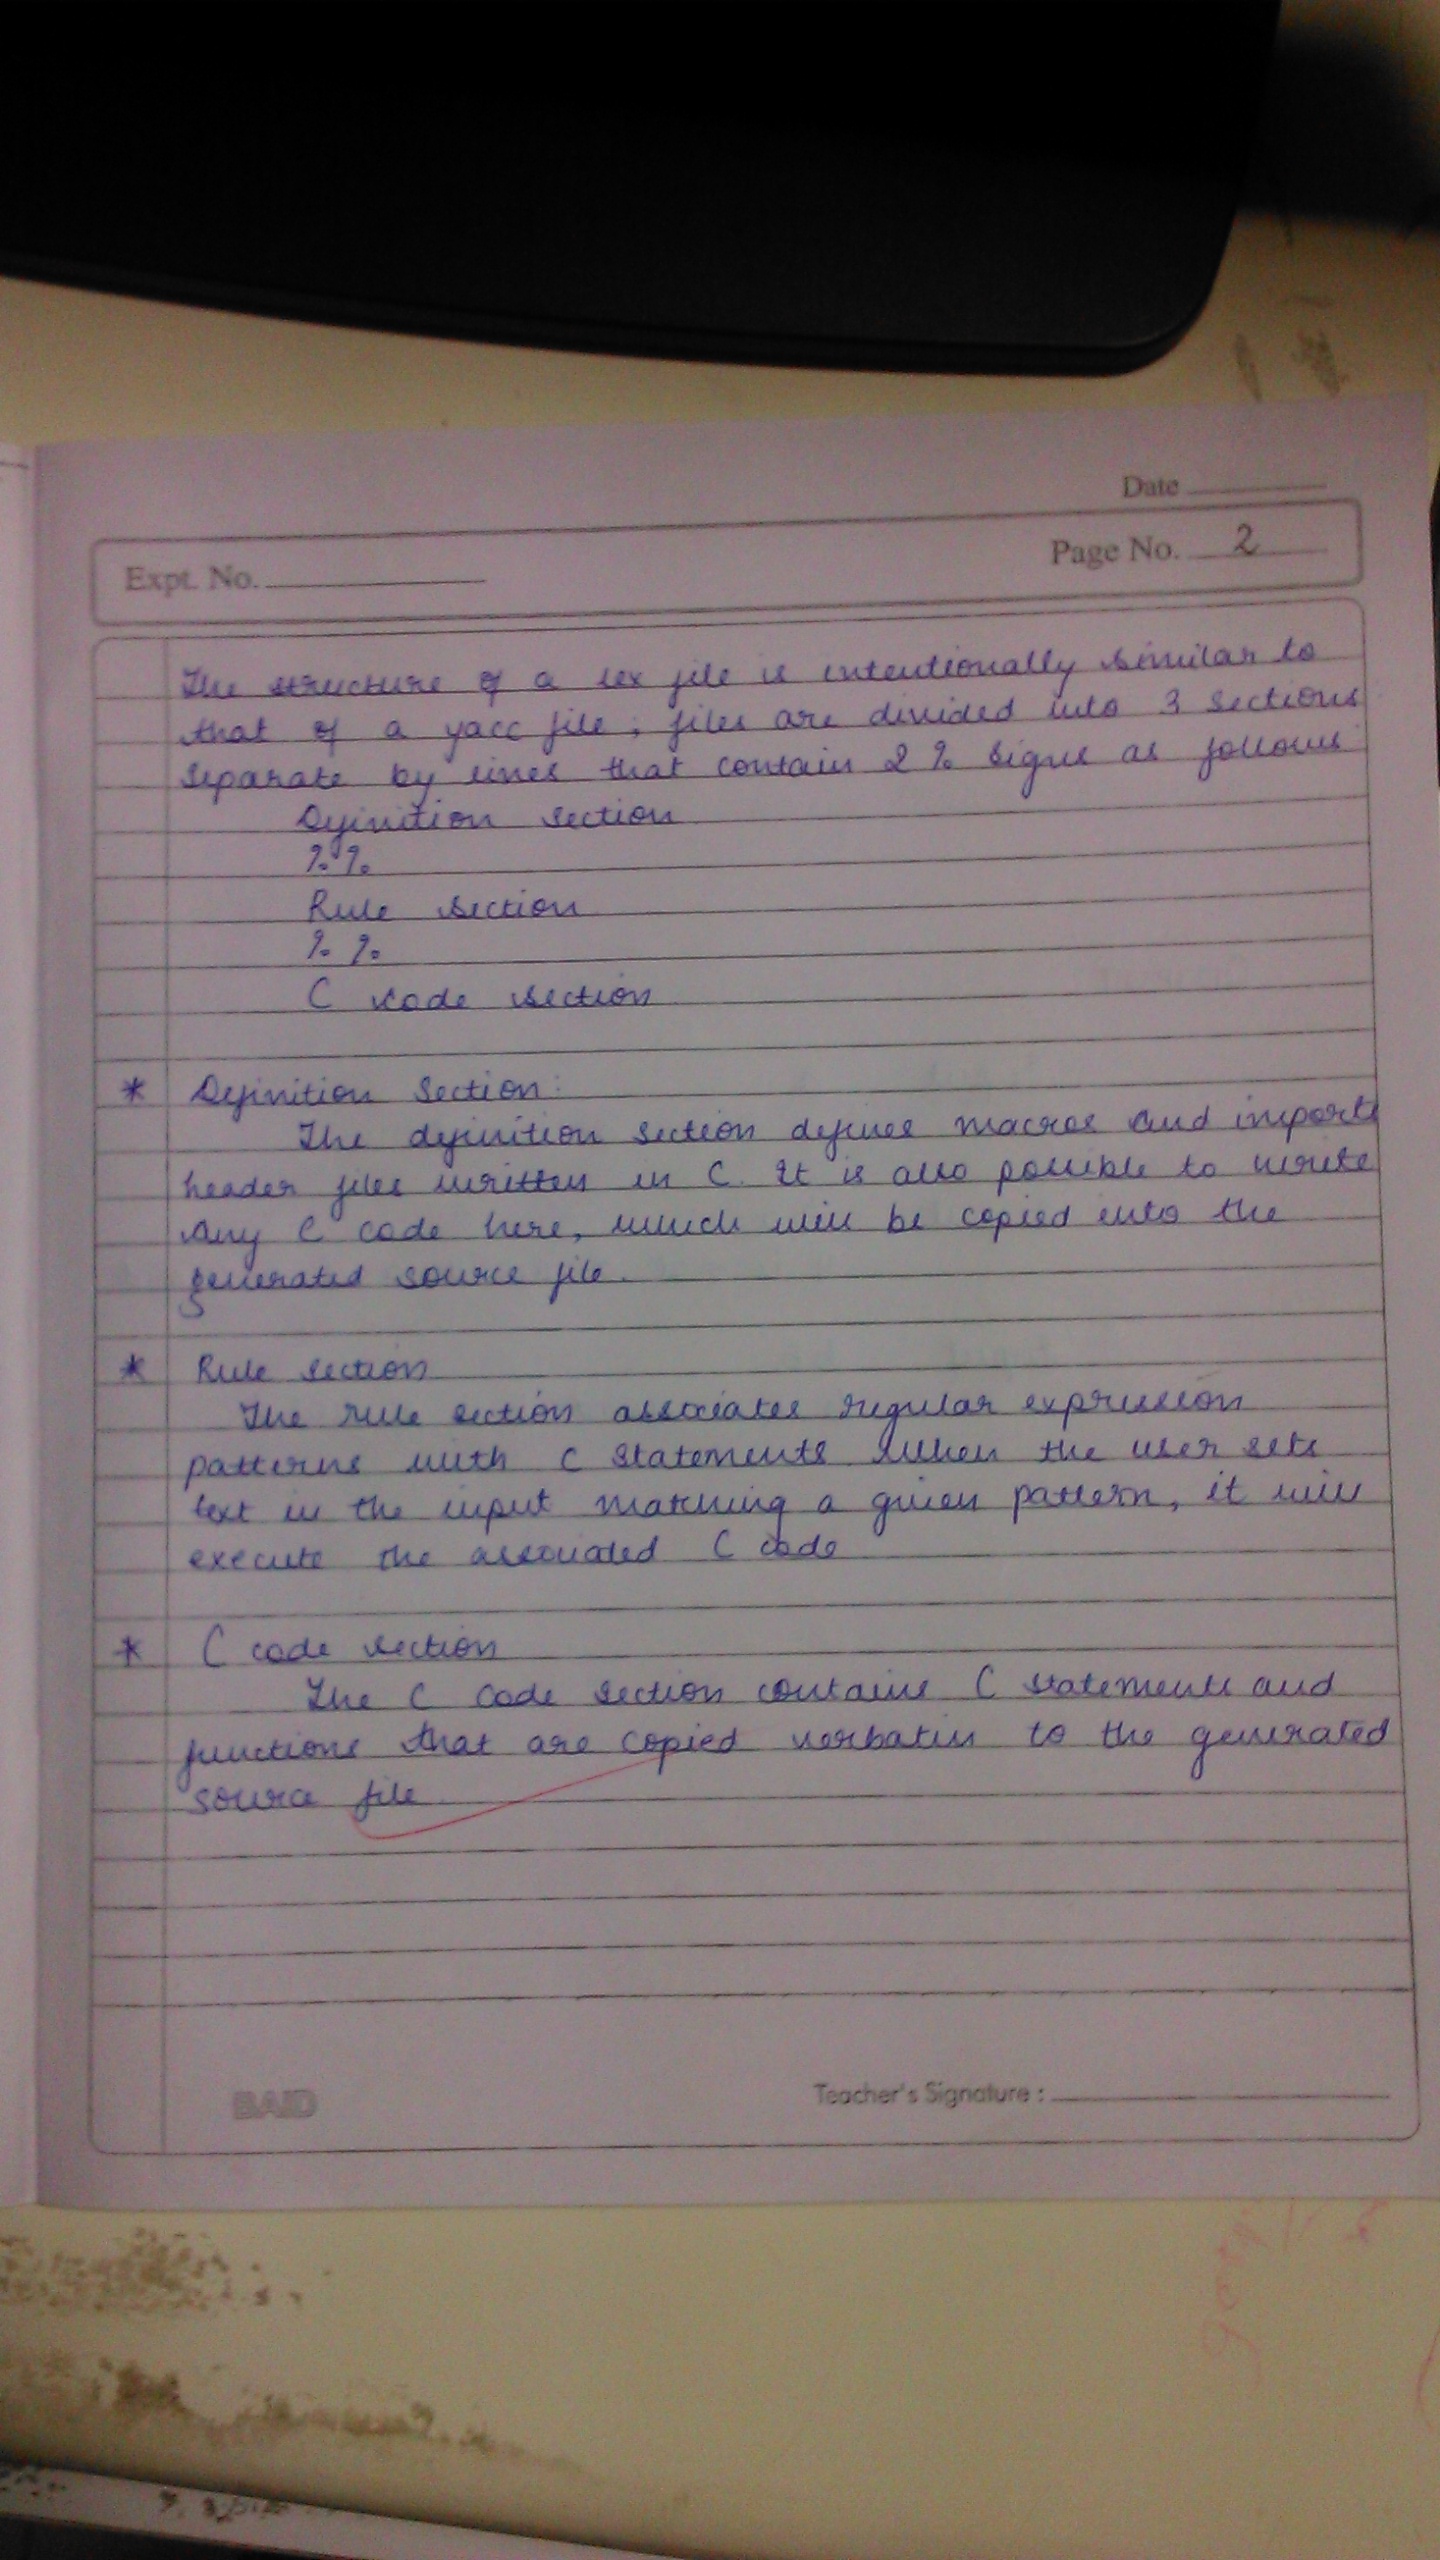 Date
Expt. No.
Page No. 2
The structure of a lex file is intentionally similar to
that of a yacc file ; files are divided into 3 sections
separate by lines that contain 2 % signs as follows
Definition section
%%
Rule section
% %
C code section
* Definition Section:
The definition section defines macros and imports
header files written in C. It is also possible to write
any C code here, which will be copied into the
generated source file.
* Rule section
The rule section associates regular expression
patterns with C statements when the user sets
text in the input matching a given pattern, it will
execute the associated C code
* C code section
The C code section contains C statements and
functions that are copied verbatim to the generated
source file
BAID
Teacher's Signature :